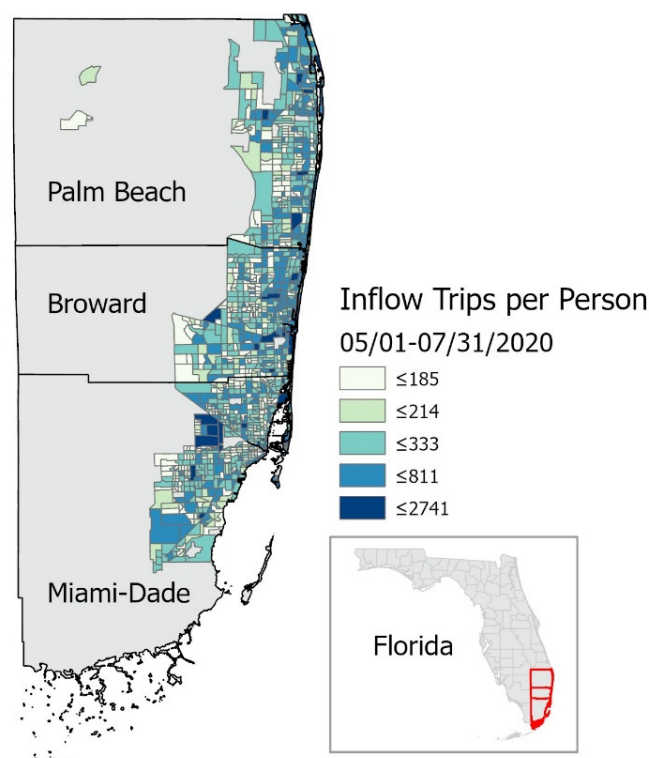 Palm Beach
Broward
Miami-Dade
Inflow Trips per Person
05/01-07/31/2020
≤185
≤214
≤333
≤811
≤2741
Florida